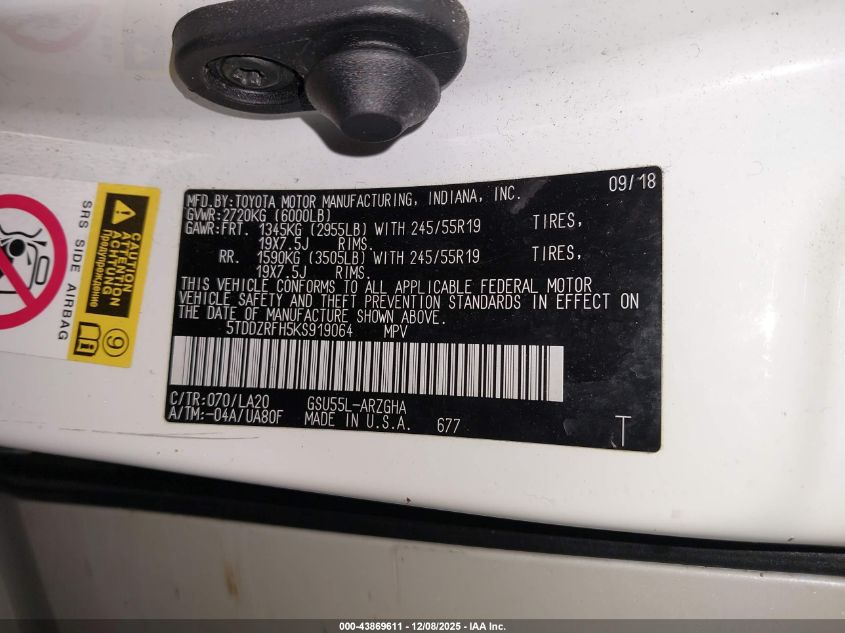 MFD.BY:TOYOTA MOTOR MANUFACTURING, INDIANA, INC. 09/18
GVWR:2720KG (6000LB)
GAWR:FRT. 1345KG (2955LB) WITH 245/55R19 TIRES,
19X7.5J RIMS.
RR. 1590KG (3505LB) WITH 245/55R19 TIRES,
19X7.5J RIMS.
THIS VEHICLE CONFORMS TO ALL APPLICABLE FEDERAL MOTOR
VEHICLE SAFETY AND THEFT PREVENTION STANDARDS IN EFFECT ON
THE DATE OF MANUFACTURE SHOWN ABOVE.
5TDDZRFH5KS919064 MPV
C/TR:070/LA20 GSU55L-ARZGHA
A/TM:-04A/UA80F MADE IN U.S.A. 677 T
SRS SIDE AIRBAG
CAUTION
ATTENTION
ACHTUNG
Предупреждение
9
000-43869611 - 12/08/2025 - IAA Inc.